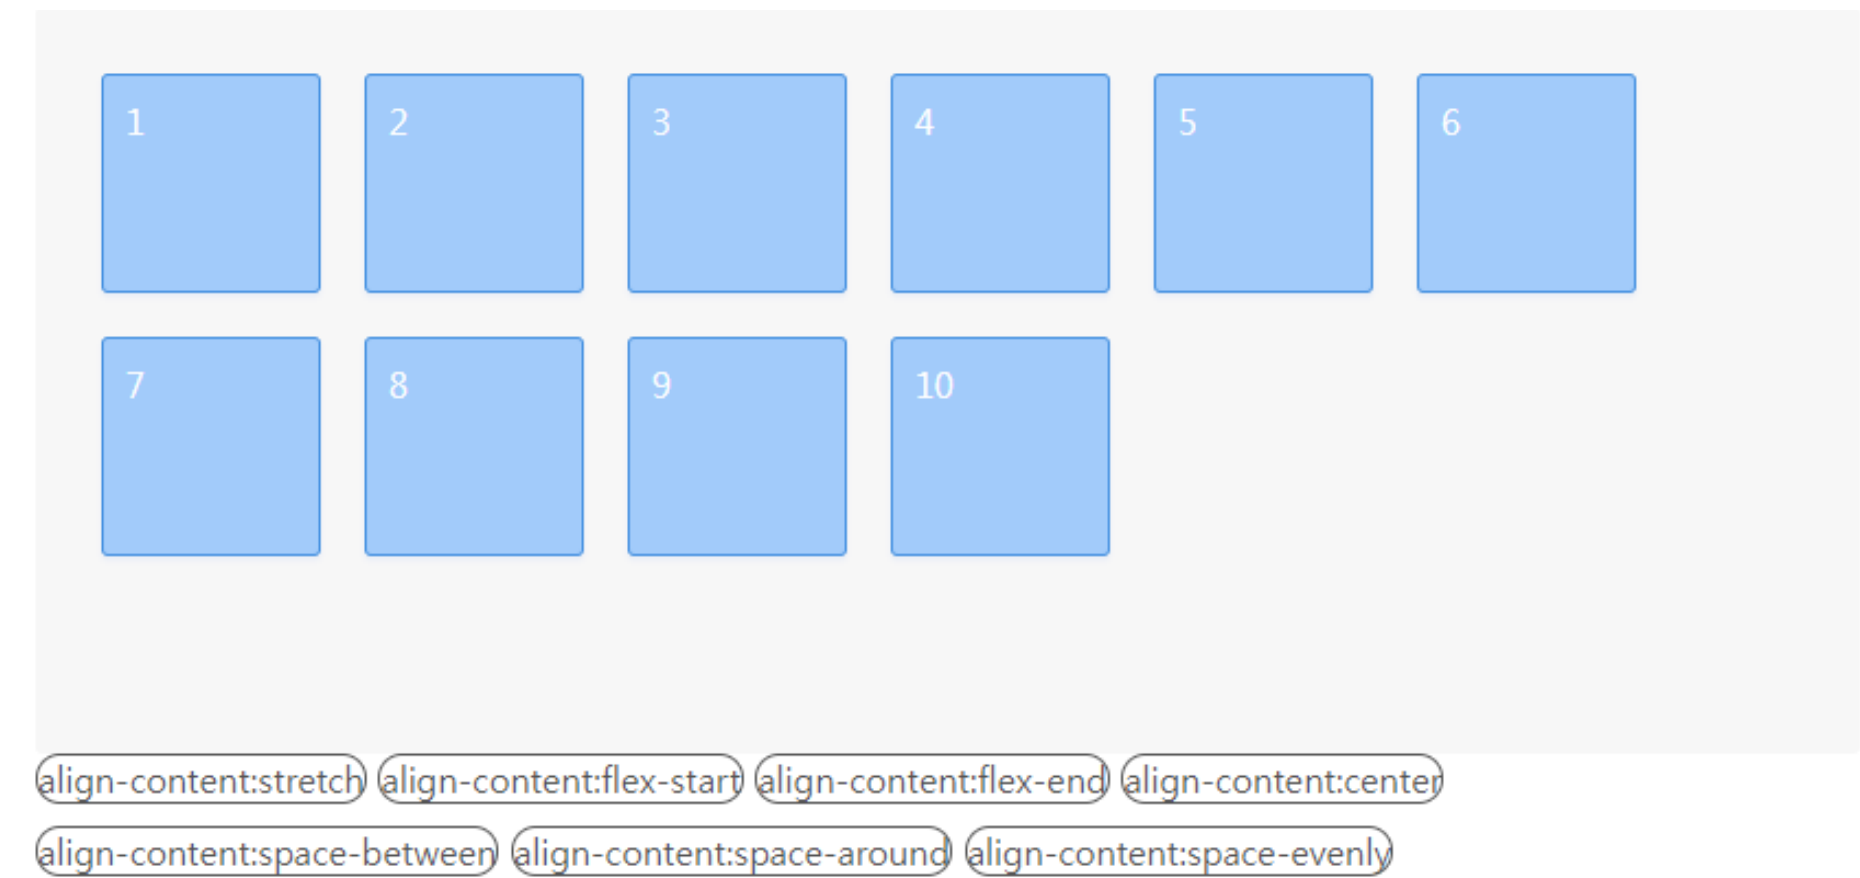 1 2 3 4 5 6
7 8 9 10
align-content:stretch align-content:flex-start align-content:flex-end align-content:center
align-content:space-between align-content:space-around align-content:space-evenly